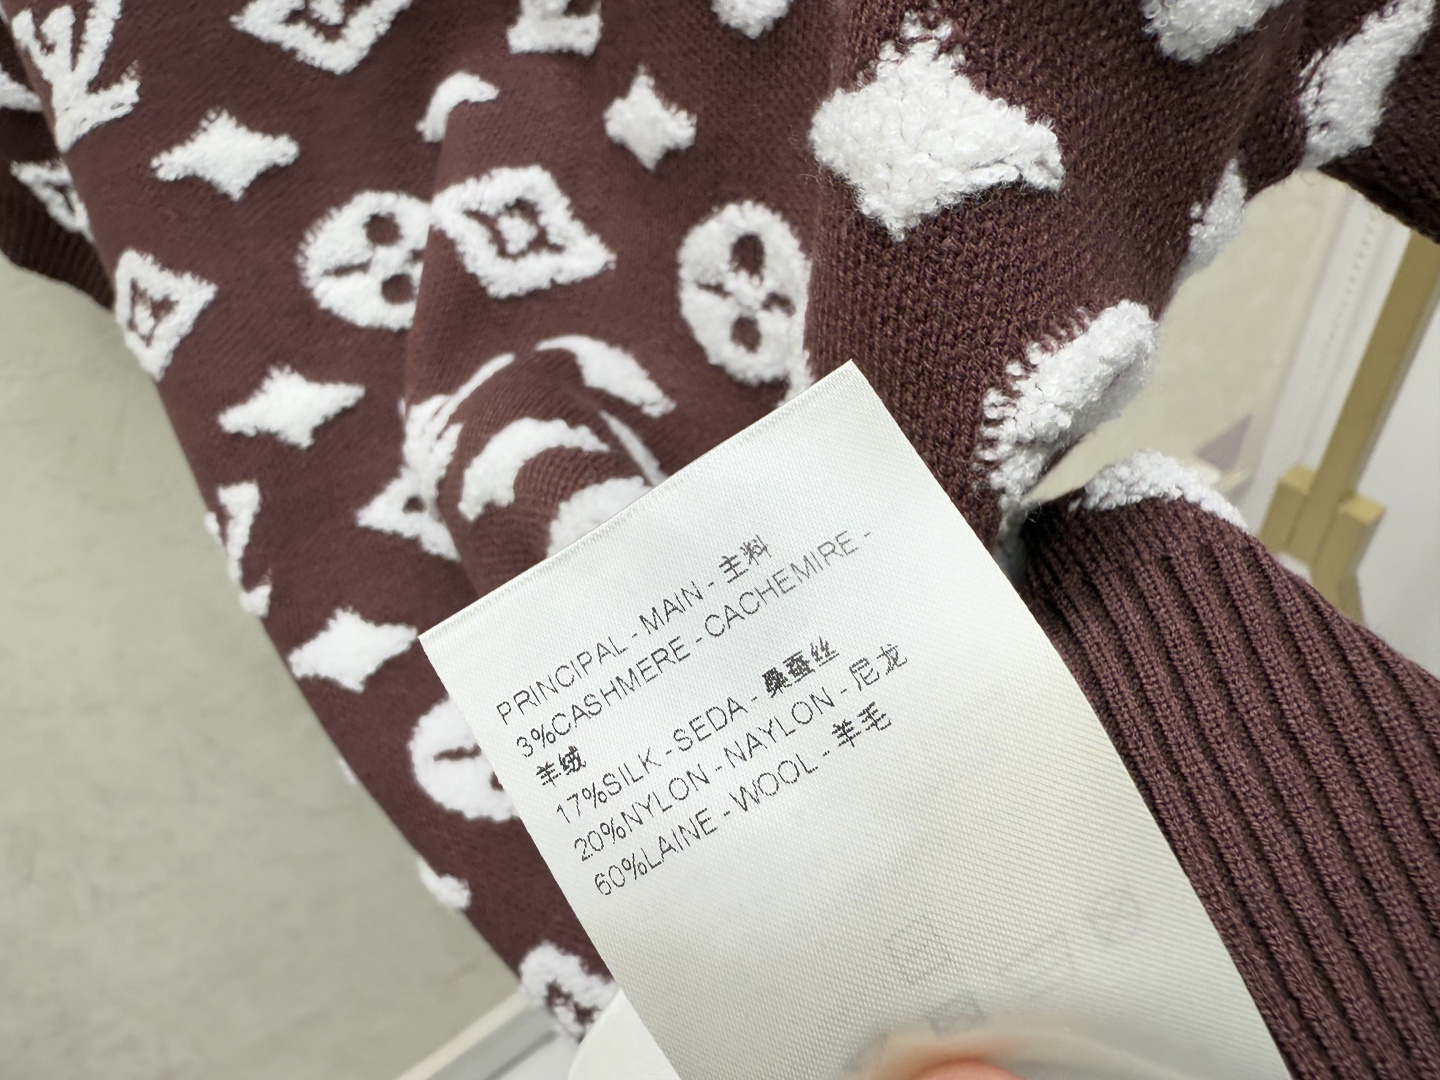 PRINCIPAL - MAIN - 主料
3%CASHMERE - CACHEMIRE -
羊绒
17%SILK - SEDA - 桑蚕丝
20%NYLON - NAYLON - 尼龙
60%LAINE - WOOL - 羊毛